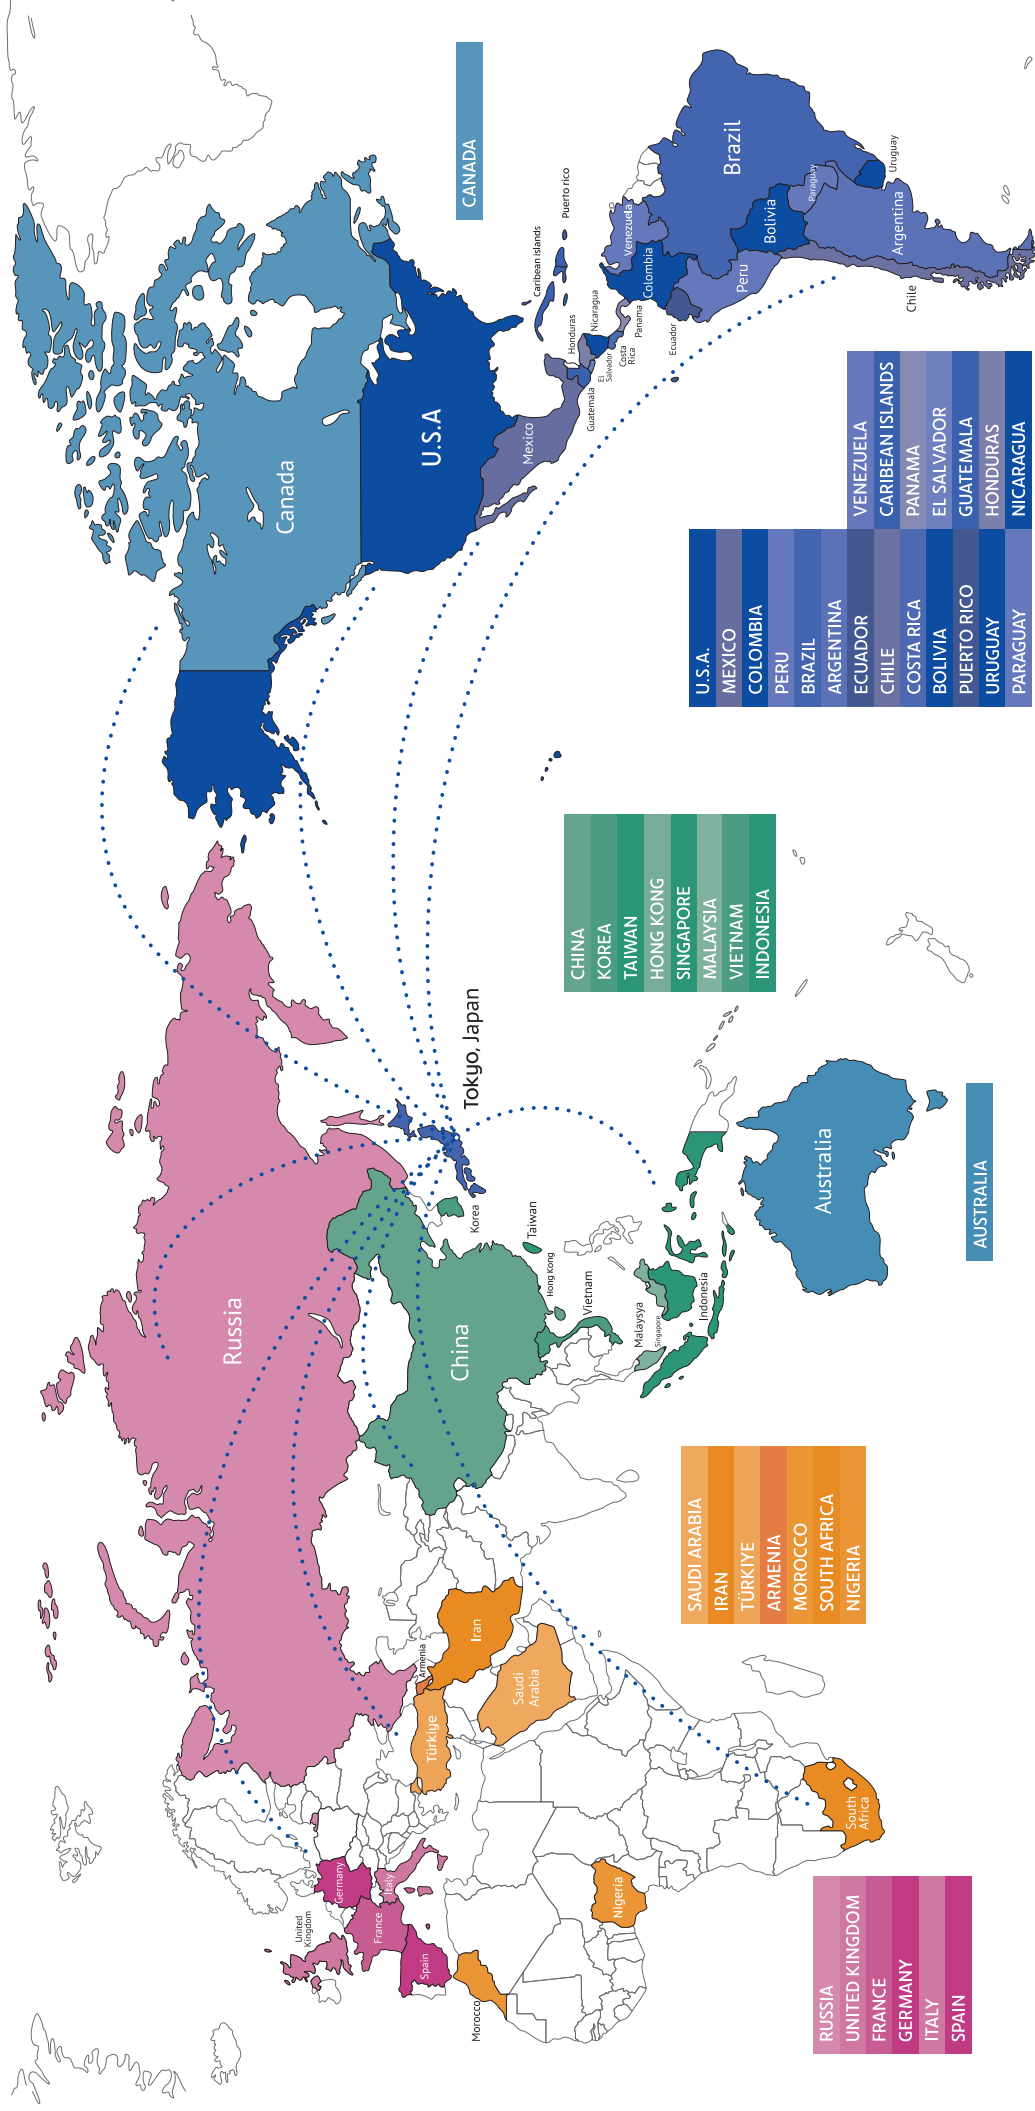 Canada
U.S.A
Mexico
Guatemala
Honduras
El
Salvador
Nicaragua
Costa
Rica
Panama
Caribean islands
Puerto rico
Venezuela
Colombia
Ecuador
Peru
Brazil
Bolivia
Paraguay
Uruguay
Argentina
Chile
CANADA
U.S.A.
MEXICO
COLOMBIA
PERU
BRAZIL
ARGENTINA
ECUADOR
CHILE
COSTA RICA
BOLIVIA
PUERTO RICO
URUGUAY
PARAGUAY
VENEZUELA
CARIBEAN ISLANDS
PANAMA
EL SALVADOR
GUATEMALA
HONDURAS
NICARAGUA
Russia
China
Tokyo, Japan
Korea
Taiwan
Hong Kong
Vietnam
Malaysya
Singapore
Indonesia
Australia
CHINA
KOREA
TAIWAN
HONG KONG
SINGAPORE
MALAYSIA
VIETNAM
INDONESIA
AUSTRALIA
United
Kingdom
Germany
France
Italy
Spain
Morocco
Nigeria
Türkiye
Armenia
Iran
Saudi
Arabia
South
Africa
SAUDI ARABIA
IRAN
TÜRKIYE
ARMENIA
MOROCCO
SOUTH AFRICA
NIGERIA
RUSSIA
UNITED KINGDOM
FRANCE
GERMANY
ITALY
SPAIN